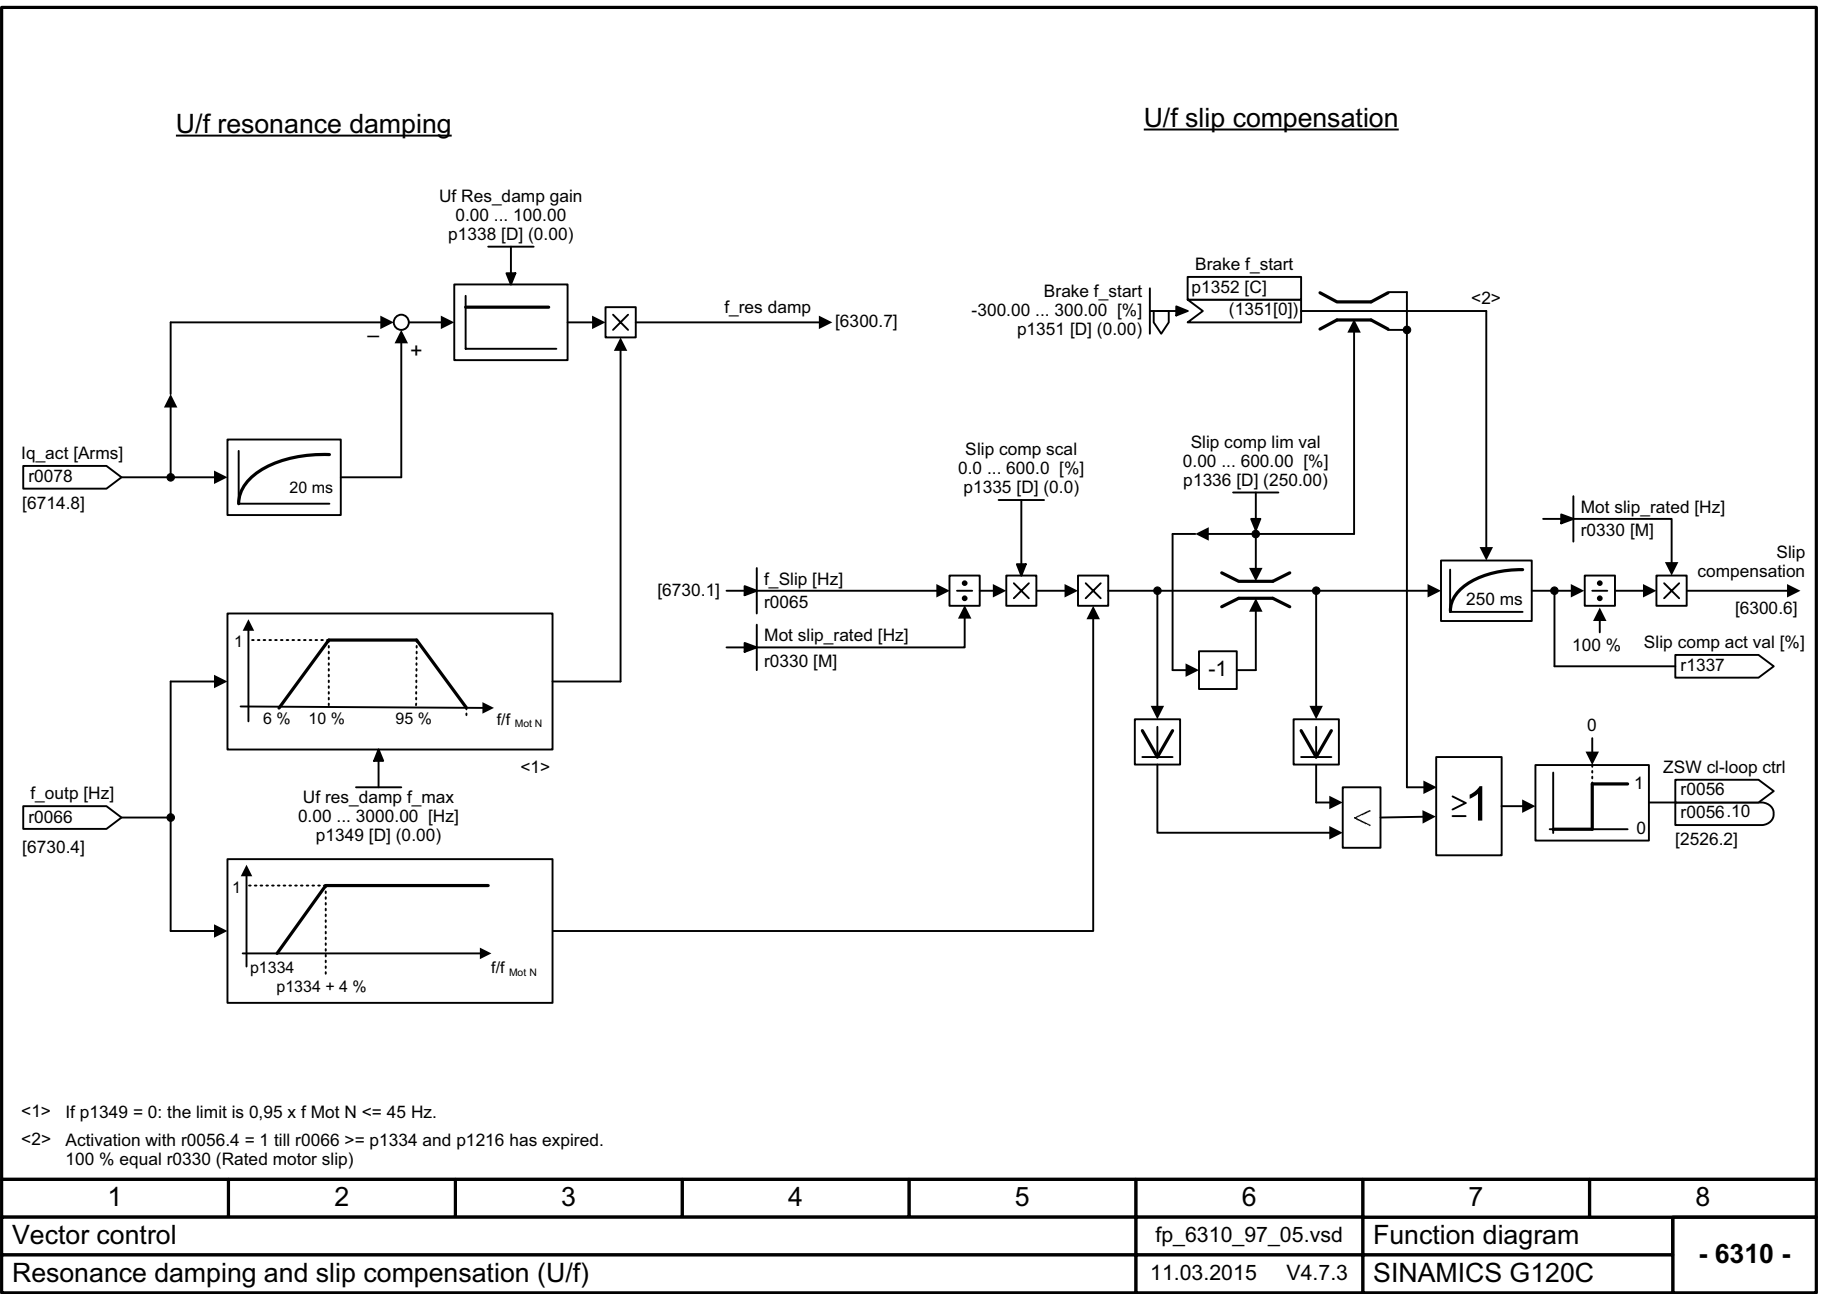 U/f resonance damping
U/f slip compensation
Uf Res_damp gain
0.00 ... 100.00
p1338 [D] (0.00)
f_res damp
[6300.7]
–
+
Iq_act [Arms]
r0078
[6714.8]
20 ms
1
6 %
10 %
95 %
f/f Mot N
<1>
Uf res_damp f_max
0.00 ... 3000.00 [Hz]
p1349 [D] (0.00)
f_outp [Hz]
r0066
[6730.4]
1
p1334
p1334 + 4 %
f/f Mot N
Brake f_start
-300.00 ... 300.00 [%]
p1351 [D] (0.00)
Brake f_start
p1352 [C]
(1351[0])
<2>
Slip comp scal
0.0 ... 600.0 [%]
p1335 [D] (0.0)
Slip comp lim val
0.00 ... 600.00 [%]
p1336 [D] (250.00)
[6730.1]
f_Slip [Hz]
r0065
÷
×
×
Mot slip_rated [Hz]
r0330 [M]
-1
250 ms
Mot slip_rated [Hz]
r0330 [M]
÷
×
100 %
Slip
compensation
[6300.6]
Slip comp act val [%]
r1337
<
≥1
0
1
0
ZSW cl-loop ctrl
r0056
r0056.10
[2526.2]
<1> If p1349 = 0: the limit is 0,95 x f Mot N <= 45 Hz.
<2> Activation with r0056.4 = 1 till r0066 >= p1334 and p1216 has expired.
100 % equal r0330 (Rated motor slip)
1 2 3 4 5 6 7 8
Vector control
fp_6310_97_05.vsd
Function diagram
- 6310 -
Resonance damping and slip compensation (U/f)
11.03.2015 V4.7.3
SINAMICS G120C